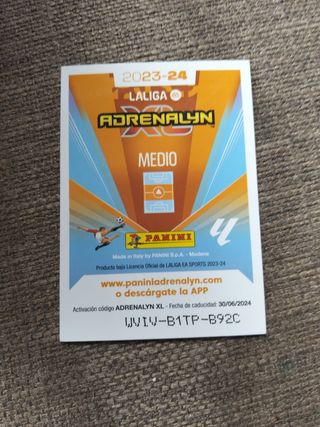 2023-24
LALIGA
ADRENALYN
XL
MEDIO
PANINI
Made in Italy by PANINI S.p.A. - Modena
Producto bajo Licencia Oficial de LALIGA EA SPORTS 2023-24
www.paniniadrenalyn.com
o descárgate la APP
Activación código ADRENALYN XL - Fecha de caducidad: 30/06/2024
WVIV-B1TP-B92C